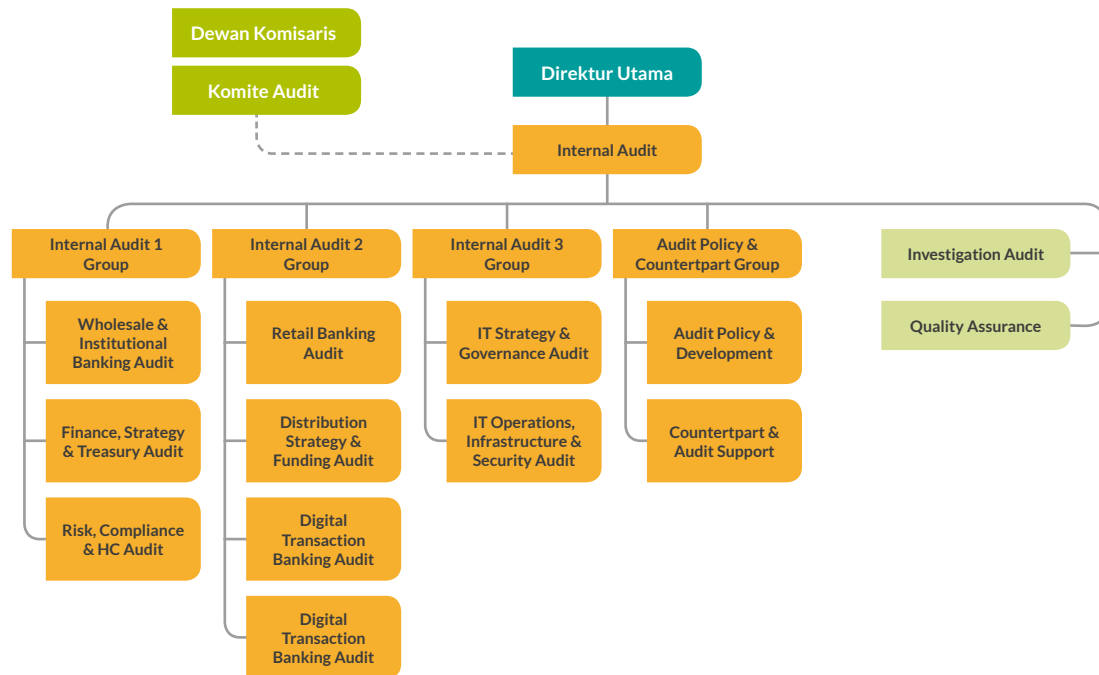 Dewan Komisaris
Komite Audit
Direktur Utama
Internal Audit
Internal Audit 1
Group
Wholesale &
Institutional
Banking Audit
Finance, Strategy
& Treasury Audit
Risk, Compliance
& HC Audit
Internal Audit 2
Group
Retail Banking
Audit
Distribution
Strategy &
Funding Audit
Digital
Transaction
Banking Audit
Digital
Transaction
Banking Audit
Internal Audit 3
Group
IT Strategy &
Governance Audit
IT Operations,
Infrastructure &
Security Audit
Audit Policy &
Countertpart Group
Audit Policy &
Development
Countertpart &
Audit Support
Investigation Audit
Quality Assurance